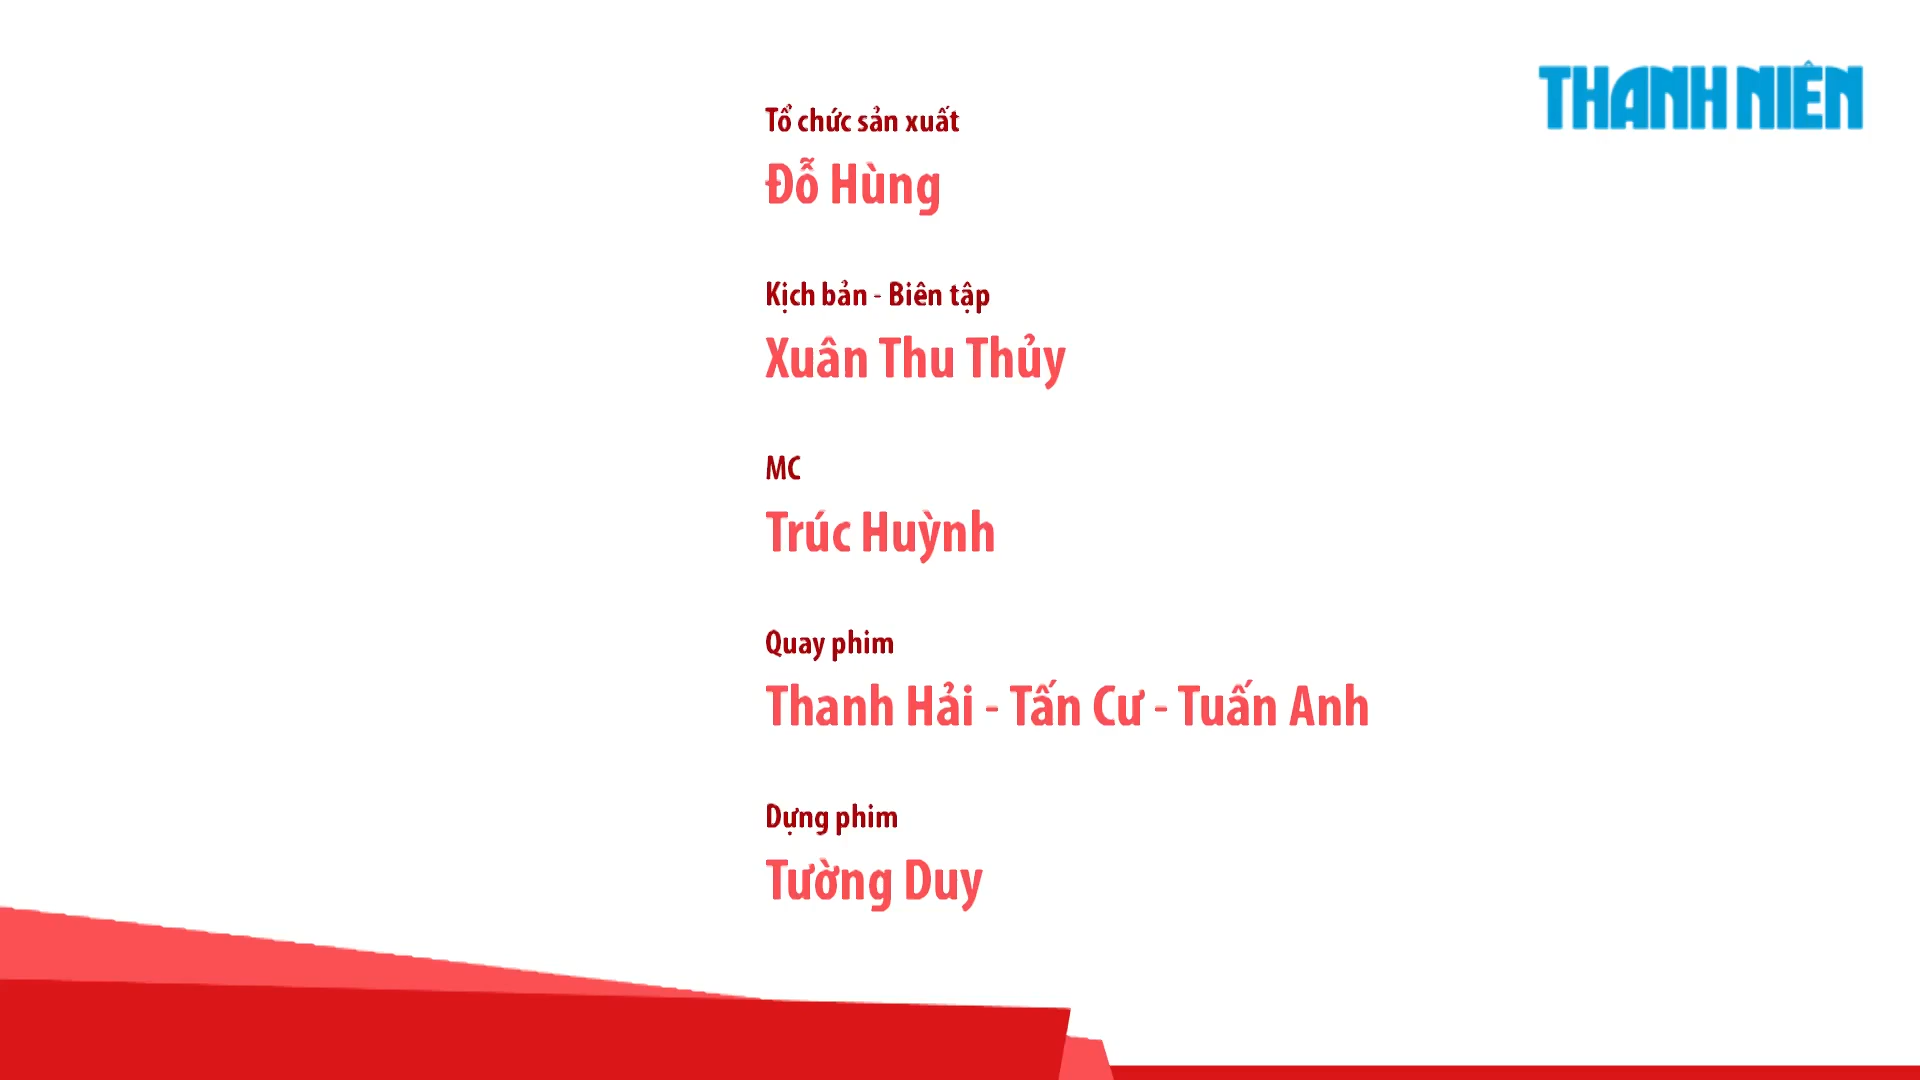 THANH NIÊN
Tổ chức sản xuất
Đỗ Hùng
Kịch bản - Biên tập
Xuân Thu Thủy
MC
Trúc Huỳnh
Quay phim
Thanh Hải - Tấn Cư - Tuấn Anh
Dựng phim
Tường Duy